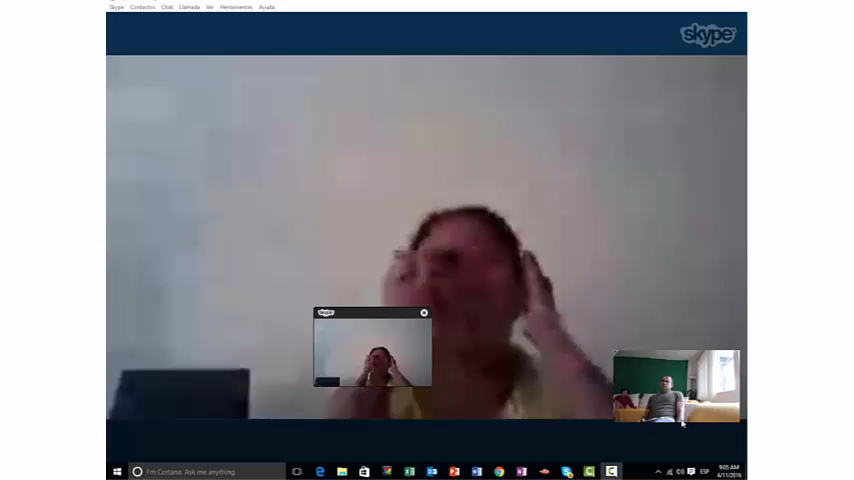 Skype Contactos Chat Llamada Ver Herramientas Ayuda
skype
skype
I'm Cortana. Ask me anything.
ESP
9:05 AM
4/11/2016